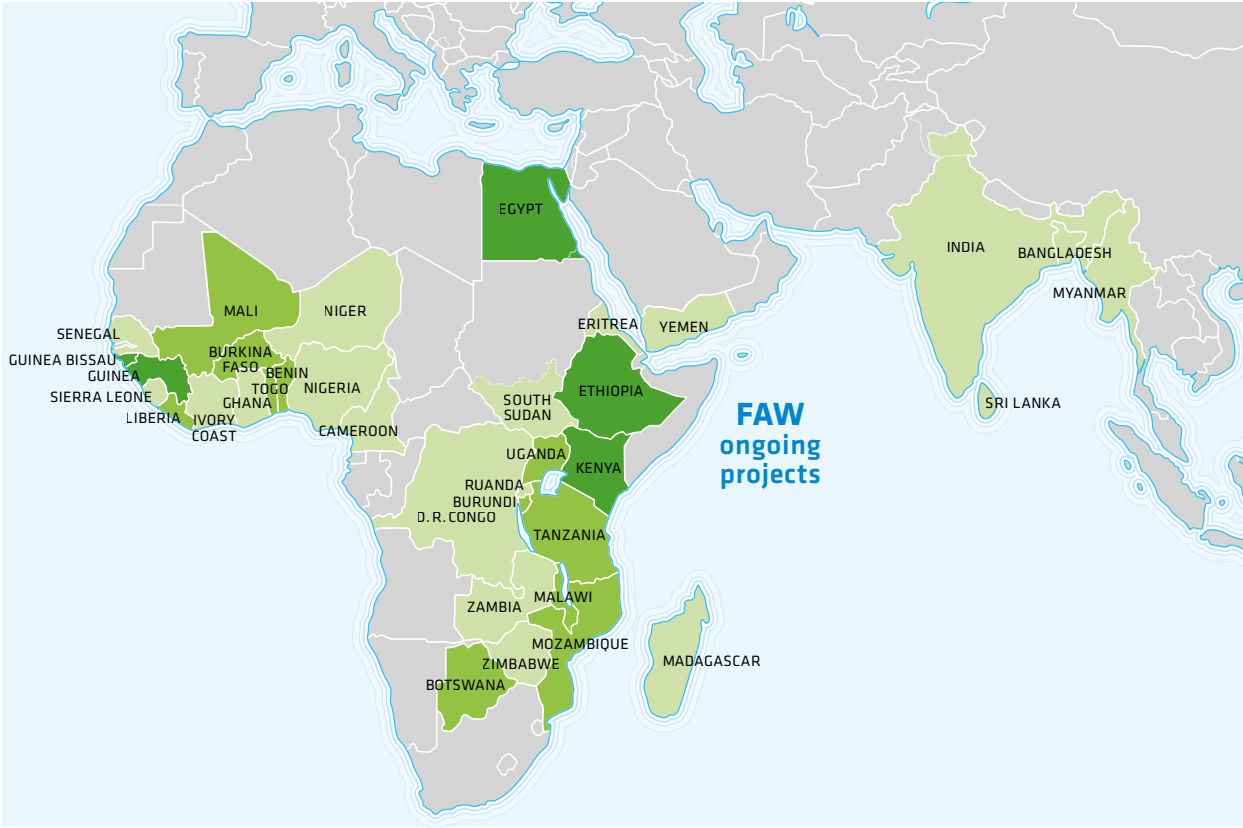 EGYPT
INDIA
BANGLADESH
MYANMAR
MALI
NIGER
ERITREA
YEMEN
SENEGAL
GUINEA BISSAU
GUINEA
BURKINA
FASO
BENIN
TOGO
NIGERIA
ETHIOPIA
SIERRA LEONE
GHANA
SOUTH
SUDAN
SRI LANKA
LIBERIA
IVORY
COAST
CAMEROON
FAW
ongoing
projects
UGANDA
KENYA
RUANDA
BURUNDI
D.R.CONGO
TANZANIA
MALAWI
ZAMBIA
MOZAMBIQUE
ZIMBABWE
MADAGASCAR
BOTSWANA